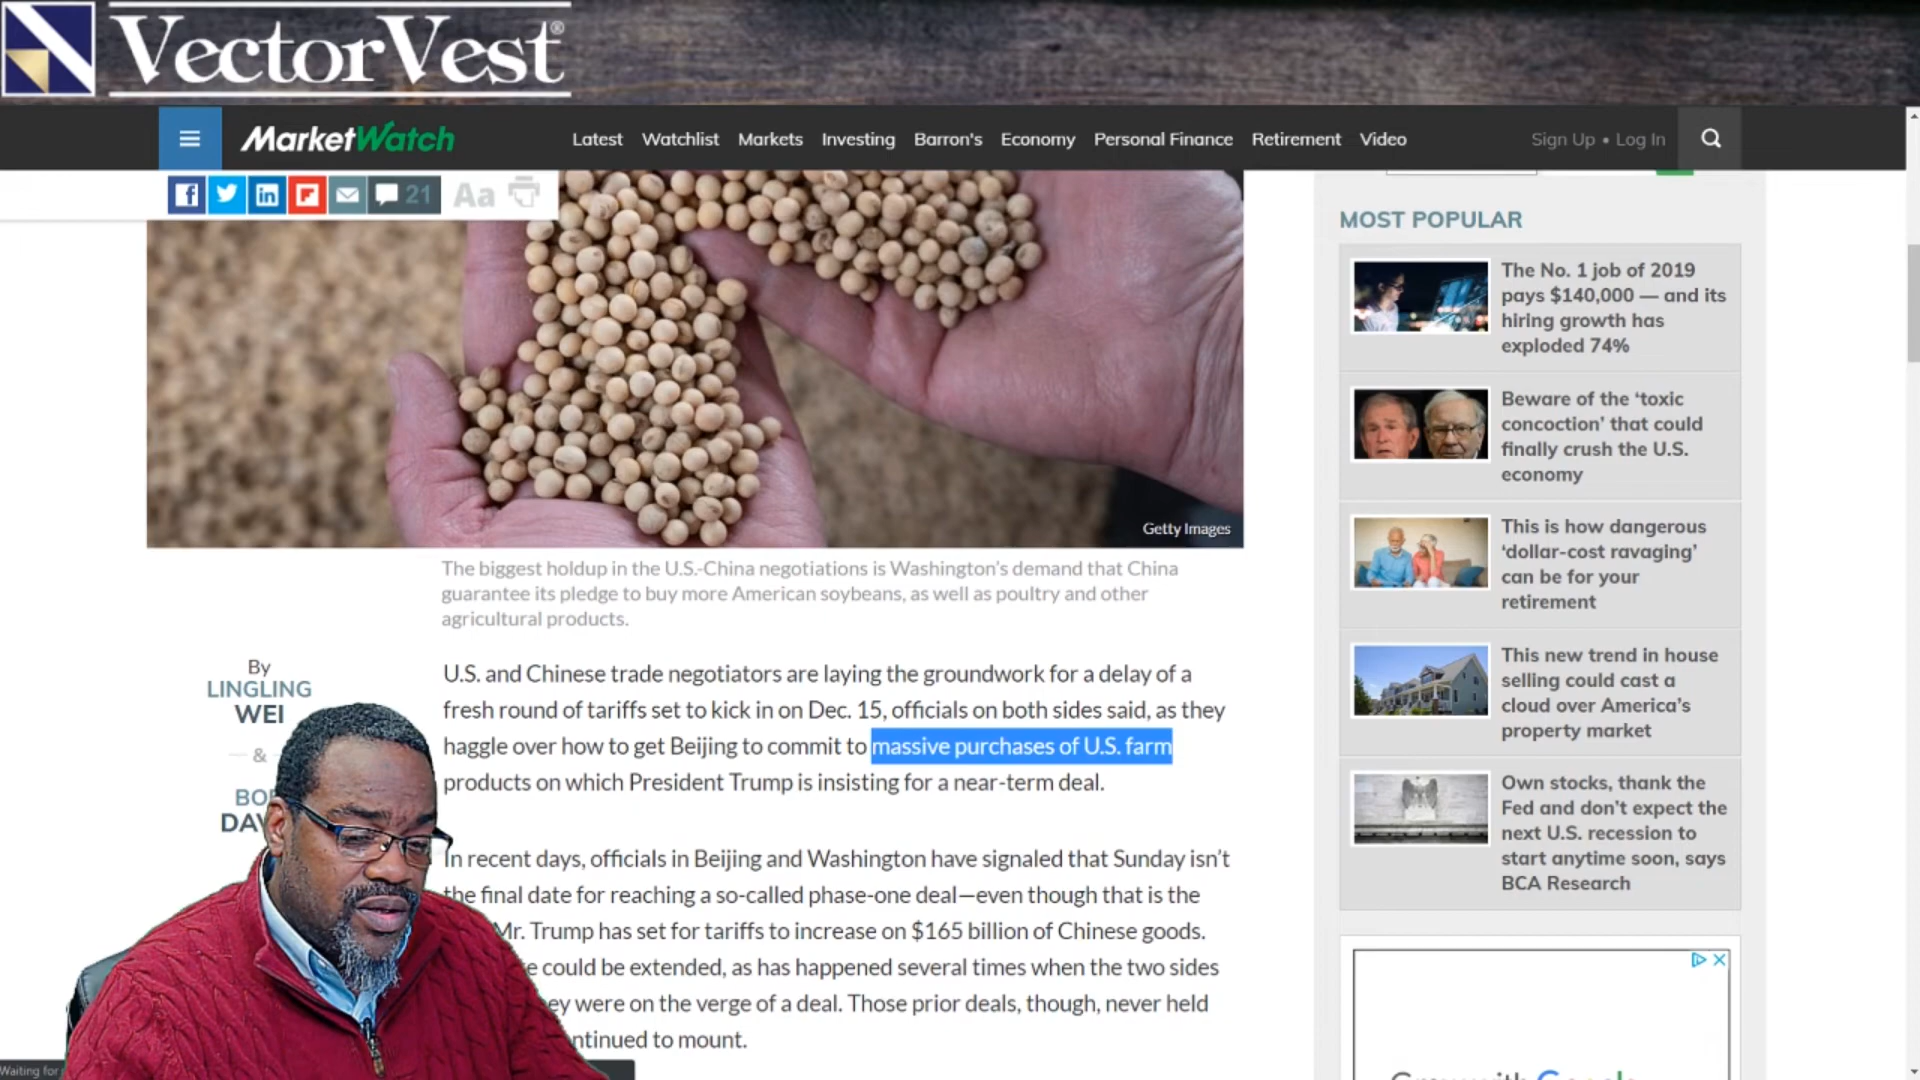 VectorVest®
MarketWatch
Latest Watchlist Markets Investing Barron's Economy Personal Finance Retirement Video
Sign Up • Log In
21
Aa
Getty Images
The biggest holdup in the U.S.-China negotiations is Washington's demand that China
guarantee its pledge to buy more American soybeans, as well as poultry and other
agricultural products.
By
LINGLING
WEI
&
U.S. and Chinese trade negotiators are laying the groundwork for a delay of a
fresh round of tariffs set to kick in on Dec. 15, officials on both sides said, as they
haggle over how to get Beijing to commit to massive purchases of U.S. farm
products on which President Trump is insisting for a near-term deal.
In recent days, officials in Beijing and Washington have signaled that Sunday isn't
the final date for reaching a so-called phase-one deal—even though that is the
Mr. Trump has set for tariffs to increase on $165 billion of Chinese goods.
could be extended, as has happened several times when the two sides
were on the verge of a deal. Those prior deals, though, never held
to mount.
MOST POPULAR
The No. 1 job of 2019
pays $140,000 — and its
hiring growth has
exploded 74%
Beware of the ‘toxic
concoction’ that could
finally crush the U.S.
economy
This is how dangerous
‘dollar-cost ravaging’
can be for your
retirement
This new trend in house
selling could cast a
cloud over America’s
property market
Own stocks, thank the
Fed and don’t expect the
next U.S. recession to
start anytime soon, says
BCA Research
Waiting for